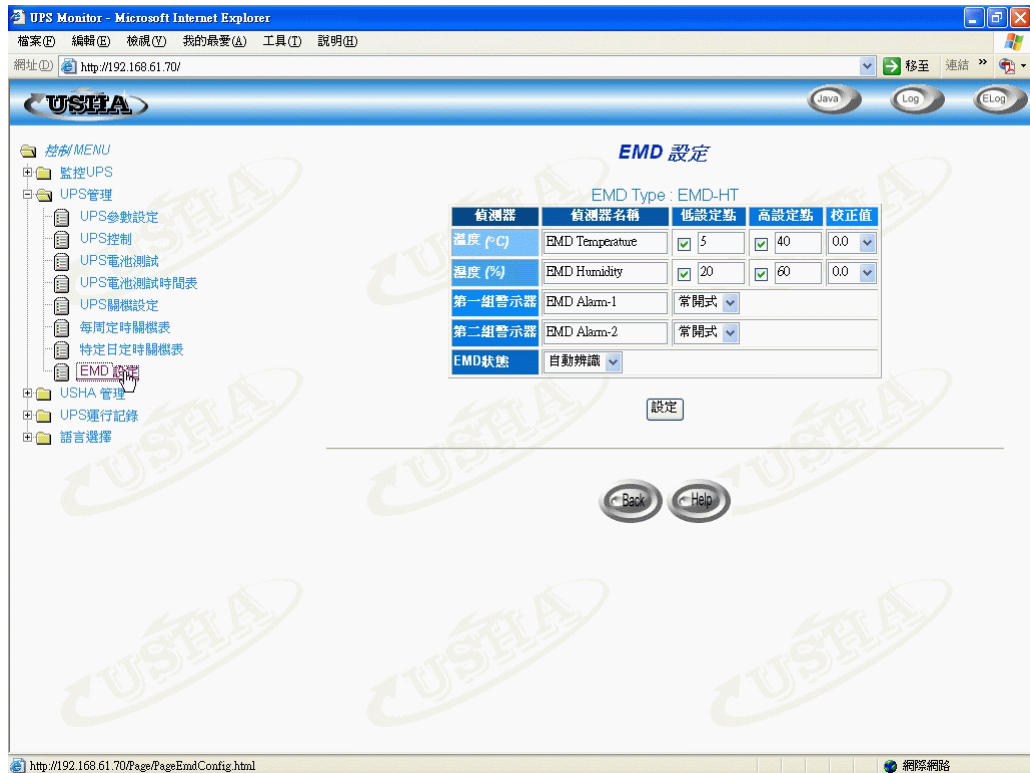 UPS Monitor - Microsoft Internet Explorer
檔案(F) 編輯(E) 檢視(V) 我的最愛(A) 工具(T) 說明(H)
網址(D) http://192.168.61.70/ 移至 連結 »
USHA Java Log ELog
控制MENU
監控UPS
UPS管理
UPS參數設定
UPS控制
UPS電池測試
UPS電池測試時間表
UPS關機設定
每周定時關機表
特定日定時關機表
EMD 設定
USHA 管理
UPS運行記錄
語言選擇
EMD 設定
EMD Type : EMD-HT
偵測器 偵測器名稱 低設定點 高設定點 校正值
溫度 (°C) EMD Temperature 5 40 0.0
溼度 (%) EMD Humidity 20 60 0.0
第一組警示器 EMD Alarm-1 常開式
第二組警示器 EMD Alarm-2 常開式
EMD狀態 自動辨識
設定
Back Help
http://192.168.61.70/Page/PageEmdConfig.html 網際網路